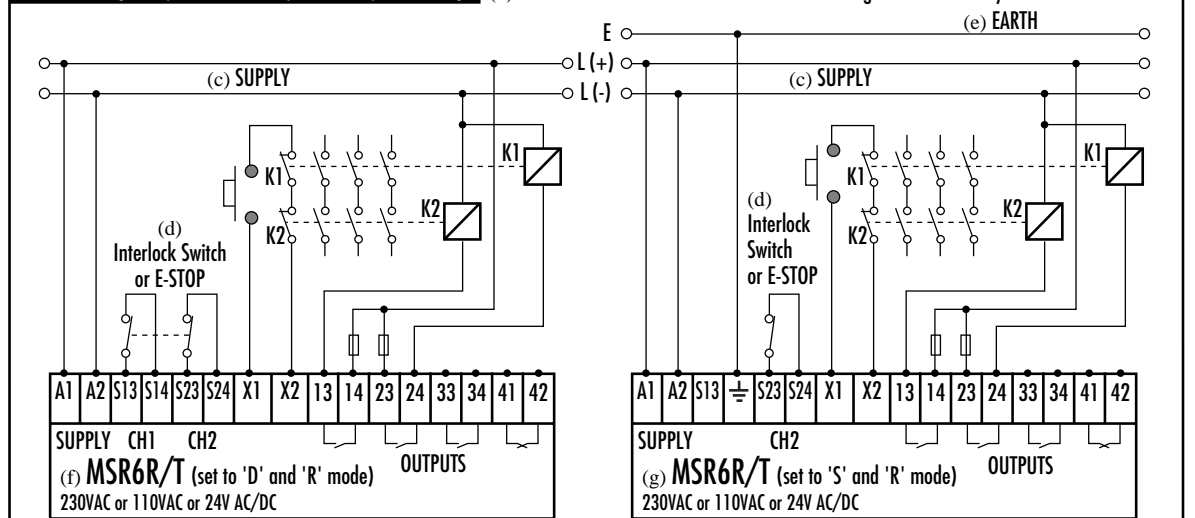 E
(e) EARTH
L (+)
(c) SUPPLY
(c) SUPPLY
L (-)
K1
K1
K1
K1
K2
K2
K2
K2
(d)
Interlock Switch
or E-STOP
(d)
Interlock
Switch
or E-STOP
A1 A2 S13 S14 S23 S24 X1 X2 13 14 23 24 33 34 41 42
SUPPLY CH1 CH2
OUTPUTS
(f) MSR6R/T (set to 'D' and 'R' mode)
230VAC or 110VAC or 24V AC/DC
A1 A2 S13 S23 S24 X1 X2 13 14 23 24 33 34 41 42
SUPPLY CH2
OUTPUTS
(g) MSR6R/T (set to 'S' and 'R' mode)
230VAC or 110VAC or 24V AC/DC